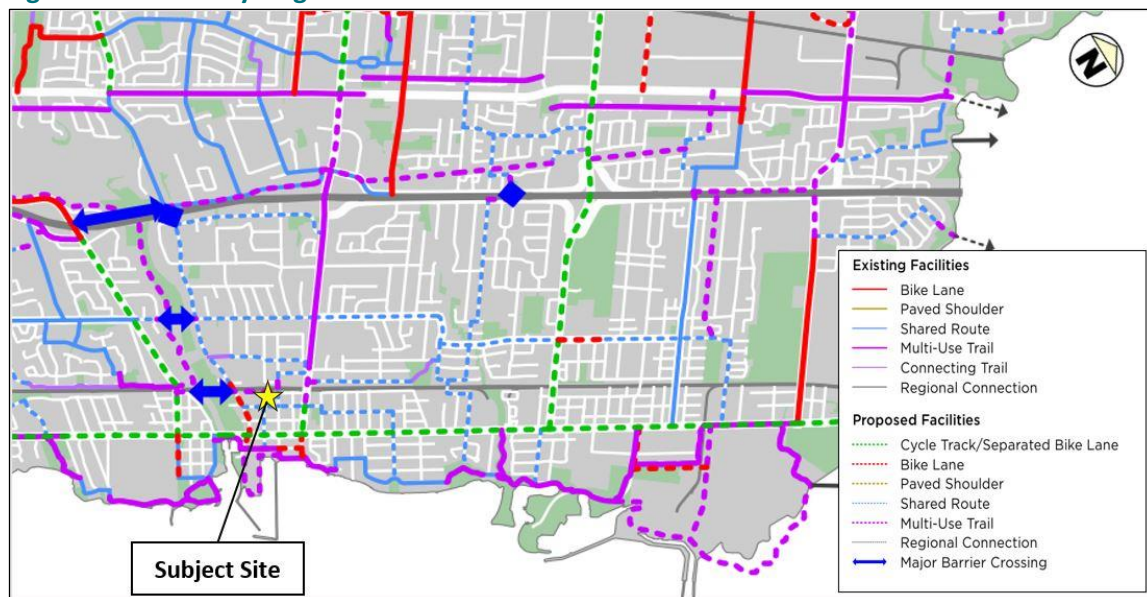 N
Existing Facilities
Bike Lane
Paved Shoulder
Shared Route
Multi-Use Trail
Connecting Trail
Regional Connection
Proposed Facilities
Cycle Track/Separated Bike Lane
Bike Lane
Paved Shoulder
Shared Route
Multi-Use Trail
Regional Connection
Major Barrier Crossing
Subject Site